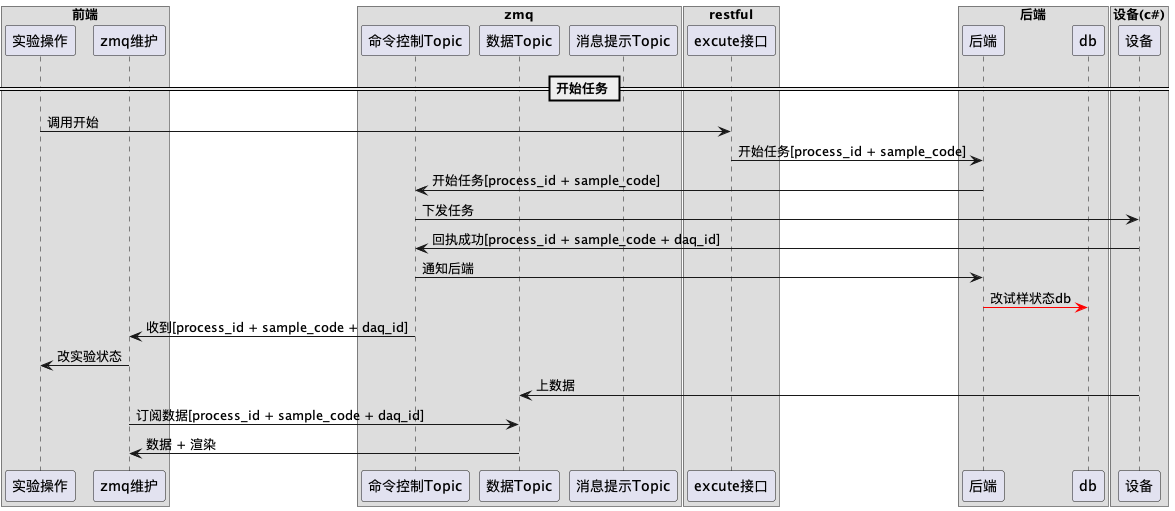 前端
zmq
restful
后端
设备(c#)
实验操作
zmq维护
命令控制Topic
数据Topic
消息提示Topic
excute接口
后端
db
设备
开始任务
调用开始
开始任务[process_id + sample_code]
开始任务[process_id + sample_code]
下发任务
回执成功[process_id + sample_code + daq_id]
通知后端
改试样状态db
收到[process_id + sample_code + daq_id]
改实验状态
上数据
订阅数据[process_id + sample_code + daq_id]
数据 + 渲染
实验操作
zmq维护
命令控制Topic
数据Topic
消息提示Topic
excute接口
后端
db
设备